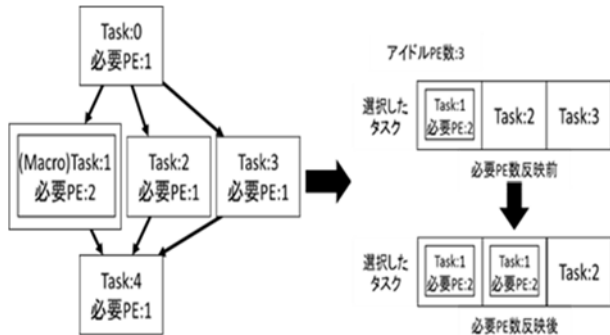 Task:0
必要PE:1
(Macro)Task:1
必要PE:2
Task:2
必要PE:1
Task:3
必要PE:1
Task:4
必要PE:1
アイドルPE数:3
選択した
タスク
Task:1
必要PE:2
Task:2
Task:3
必要PE数反映前
選択した
タスク
Task:1
必要PE:2
Task:1
必要PE:2
Task:2
必要PE数反映後